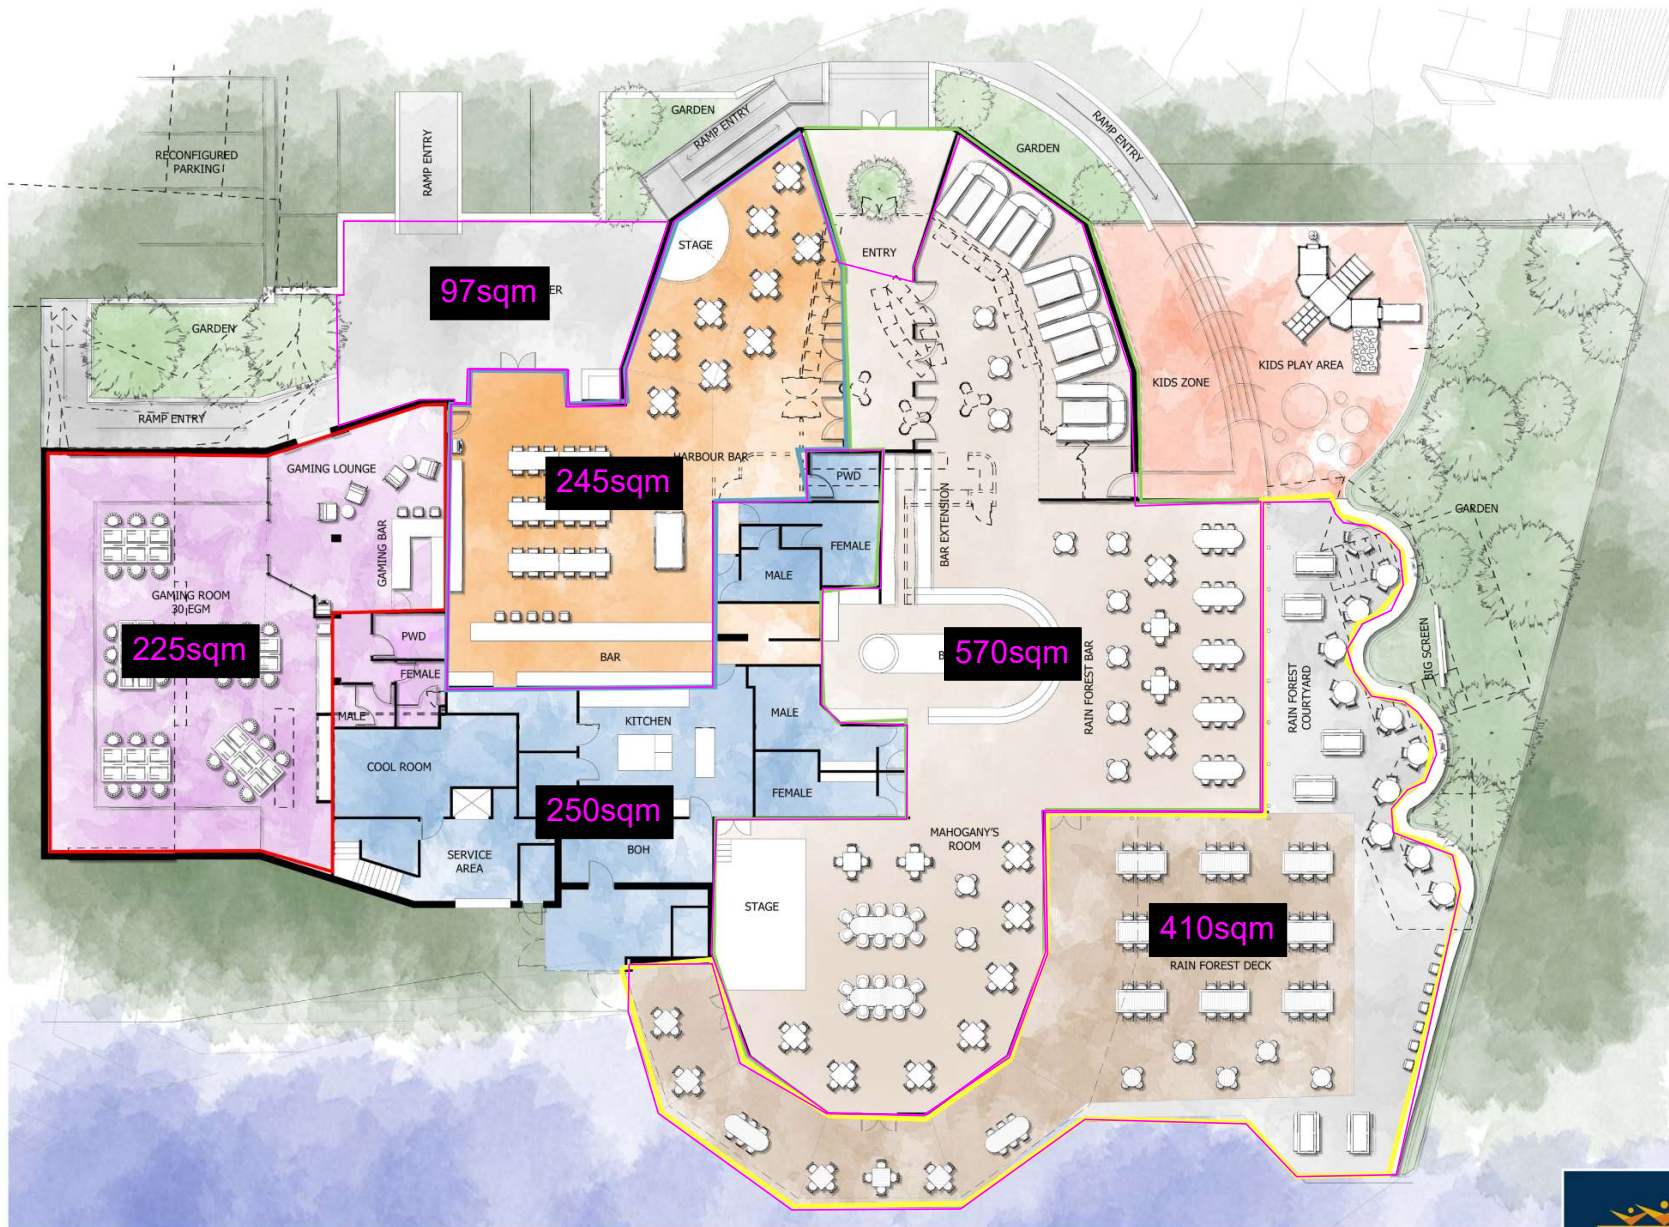 GARDEN
RAMP ENTRY
RAMP ENTRY
GARDEN
RAMP ENTRY
RECONFIGURED
PARKING
STAGE
ENTRY
97sqm
ER
GARDEN
KIDS PLAY AREA
KIDS ZONE
RAMP ENTRY
GAMING LOUNGE
HARBOUR BAR
245sqm
PWD
GARDEN
BAR EXTENSION
GAMING BAR
FEMALE
MALE
GAMING ROOM
30 EGM
225sqm
PWD
FEMALE
MALE
BAR
B
570sqm
RAIN FOREST BAR
RAIN FOREST
COURTYARD
BIG SCREEN
KITCHEN
MALE
COOL ROOM
FEMALE
250sqm
BOH
SERVICE
AREA
MAHOGANY'S
ROOM
STAGE
410sqm
RAIN FOREST DECK